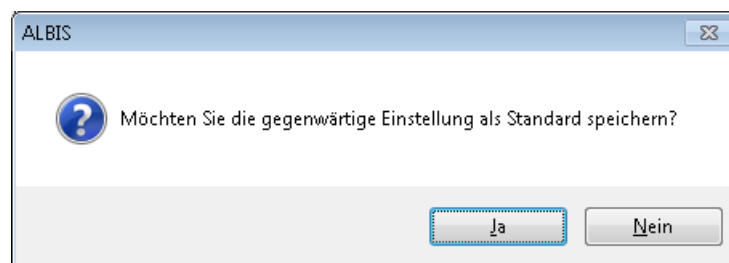 ALBIS
Möchten Sie die gegenwärtige Einstellung als Standard speichern?
Ja
Nein